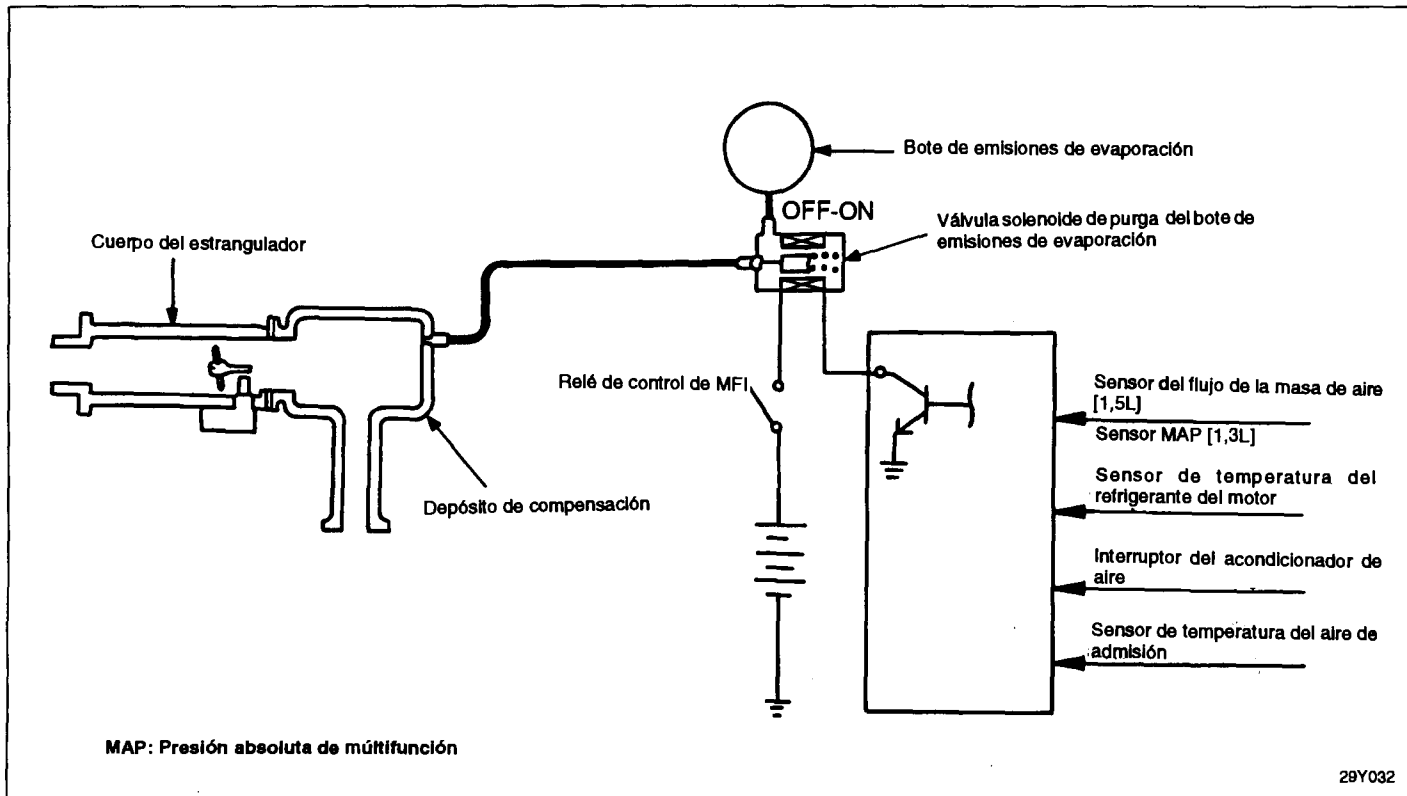 Bote de emisiones de evaporación
OFF-ON
Válvula solenoide de purga del bote de
emisiones de evaporación
Cuerpo del estrangulador
Relé de control de MFI
Depósito de compensación
Sensor del flujo de la masa de aire
[1,5L]
Sensor MAP [1,3L]
Sensor de temperatura del
refrigerante del motor
Interruptor del acondicionador de
aire
Sensor de temperatura del aire de
admisión
MAP: Presión absoluta de múltifunción
29Y032